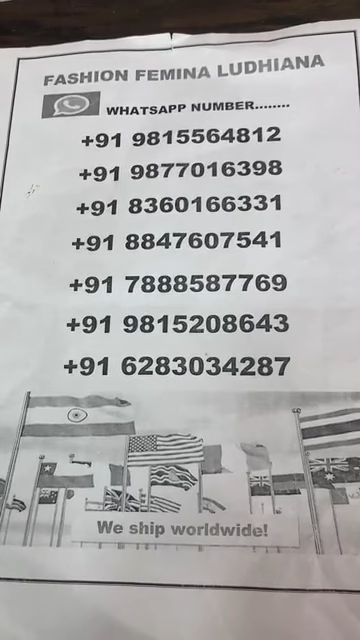 FASHION FEMINA LUDHIANA
WHATSAPP NUMBER........
+91 9815564812
+91 9877016398
+91 8360166331
+91 8847607541
+91 7888587769
+91 9815208643
+91 6283034287
We ship worldwide!